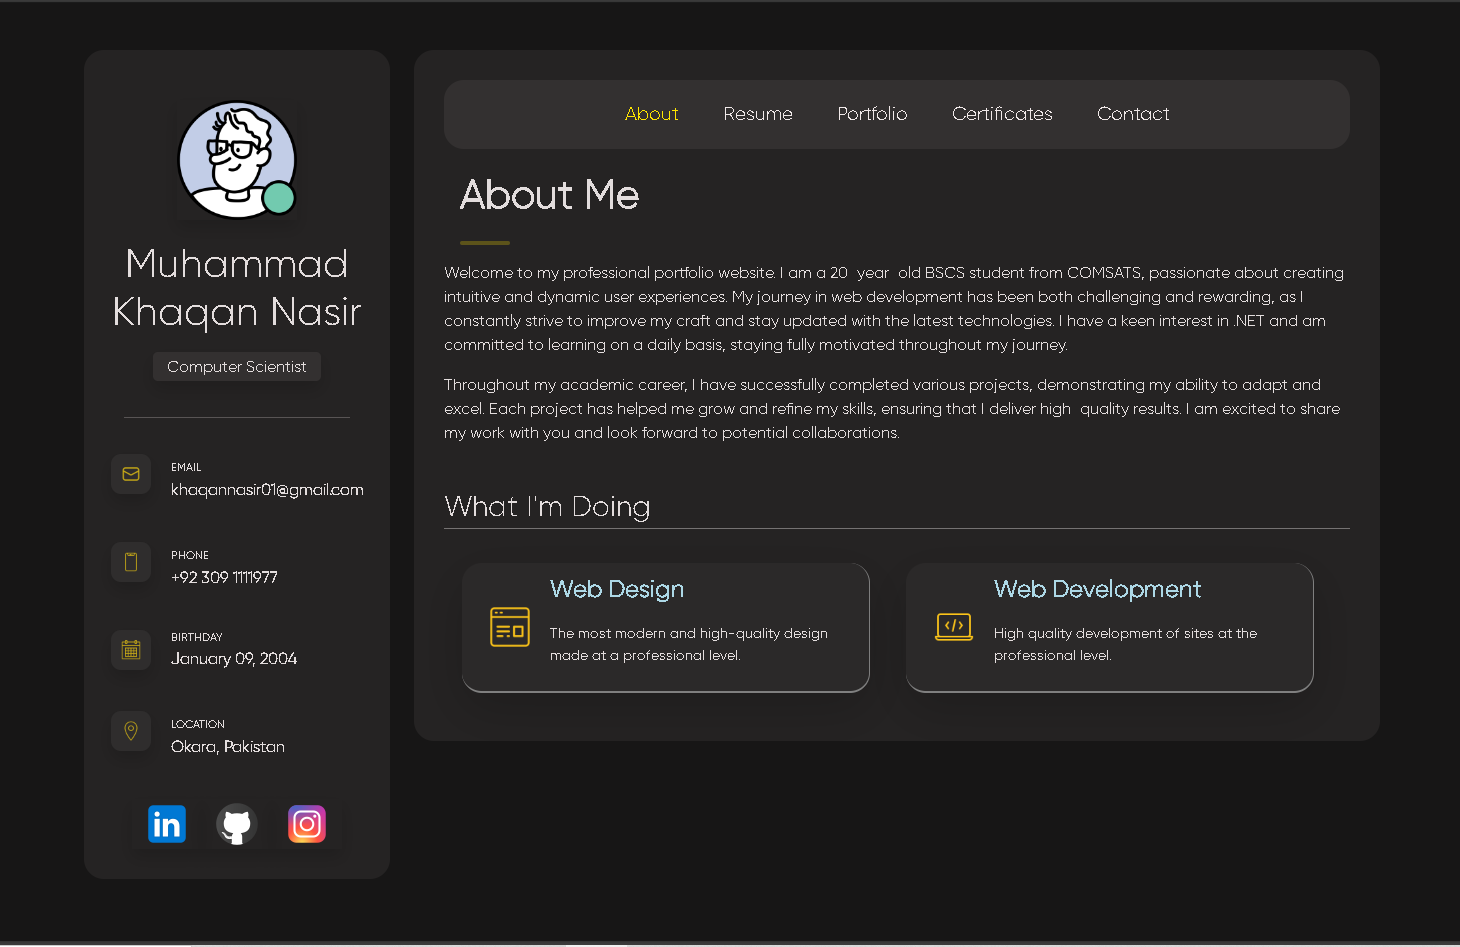 Muhammad
Khaqan Nasir
Computer Scientist
EMAIL
khaqannasir01@gmail.com
PHONE
+92 309 1111977
BIRTHDAY
January 09, 2004
LOCATION
Okara, Pakistan
in
About Resume Portfolio Certificates Contact
About Me
Welcome to my professional portfolio website. I am a 20 year old BSCS student from COMSATS, passionate about creating
intuitive and dynamic user experiences. My journey in web development has been both challenging and rewarding, as I
constantly strive to improve my craft and stay updated with the latest technologies. I have a keen interest in .NET and am
committed to learning on a daily basis, staying fully motivated throughout my journey.
Throughout my academic career, I have successfully completed various projects, demonstrating my ability to adapt and
excel. Each project has helped me grow and refine my skills, ensuring that I deliver high quality results. I am excited to share
my work with you and look forward to potential collaborations.
What I'm Doing
Web Design
The most modern and high-quality design
made at a professional level.
Web Development
High quality development of sites at the
professional level.